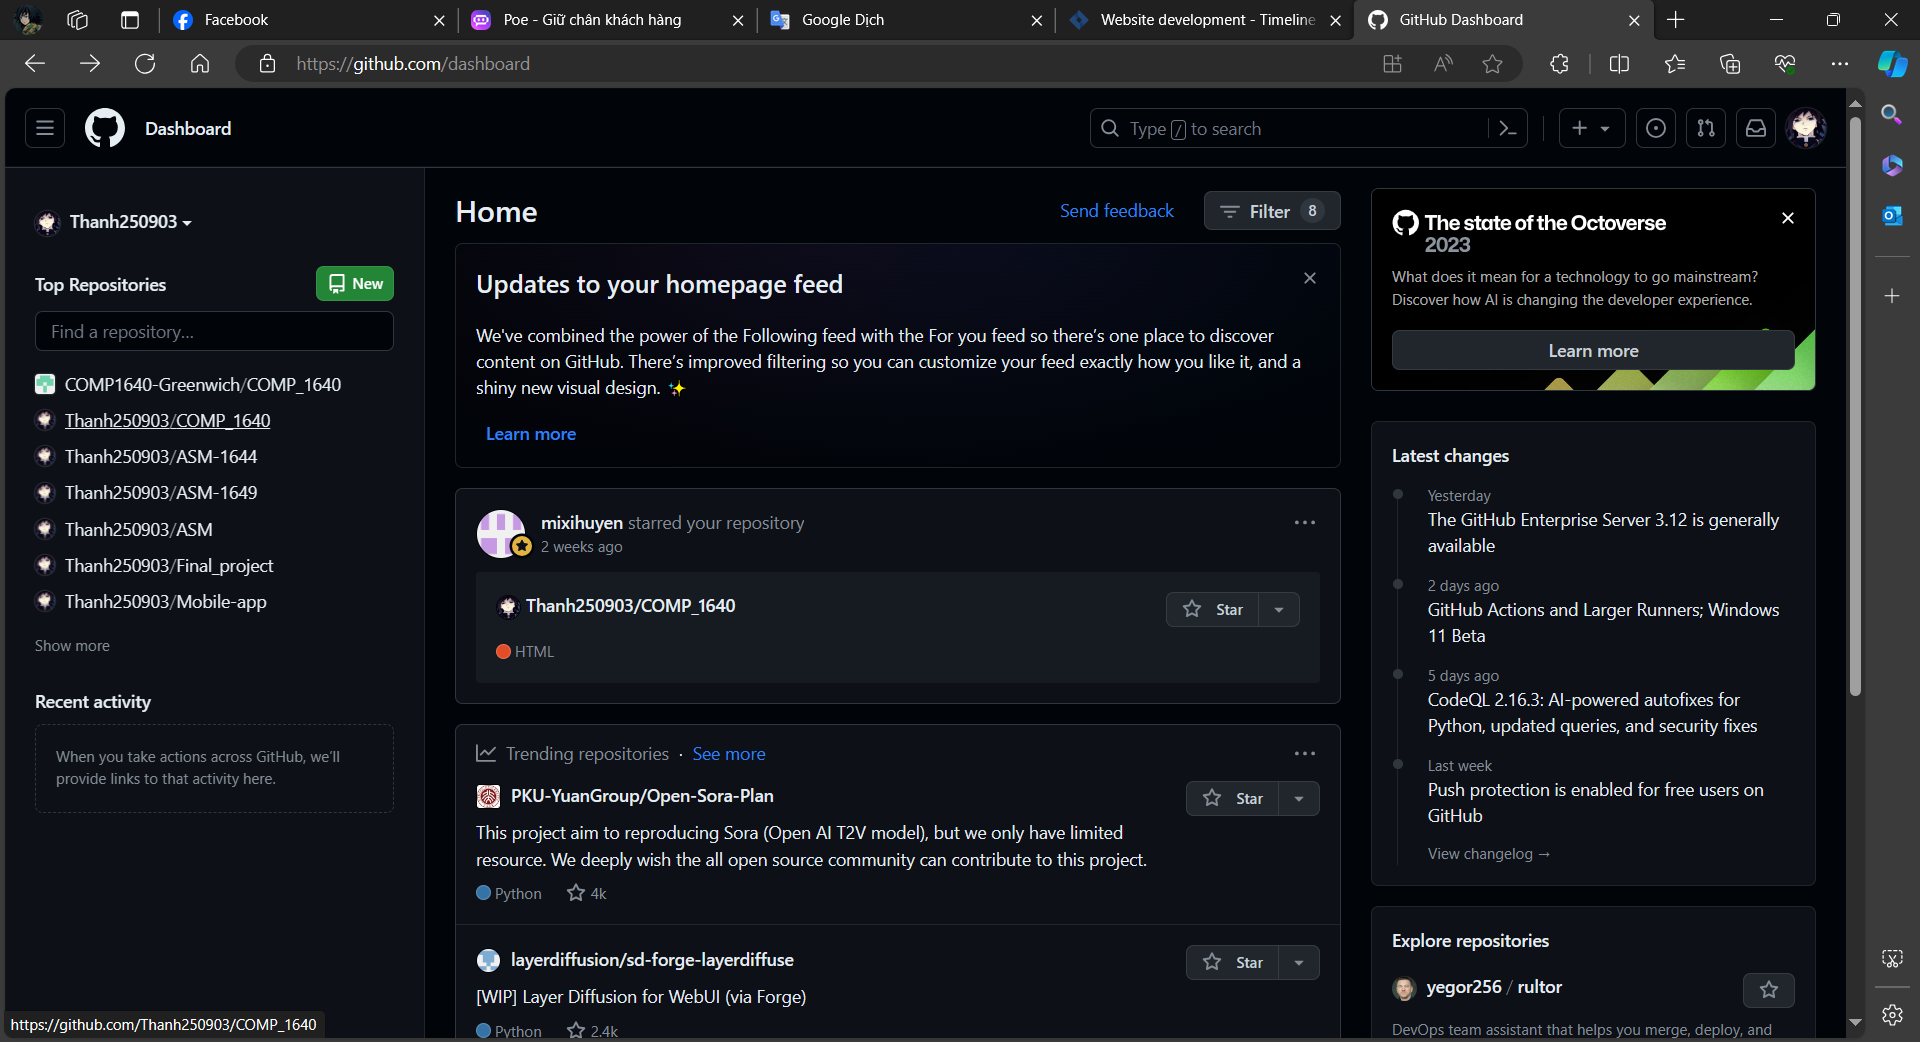 Facebook
Poe - Giữ chân khách hàng
Google Dịch
Website development - Timeline
GitHub Dashboard
https://github.com/dashboard
Dashboard
Type / to search
Thanh250903
Top Repositories
New
Find a repository...
COMP1640-Greenwich/COMP_1640
Thanh250903/COMP_1640
Thanh250903/ASM-1644
Thanh250903/ASM-1649
Thanh250903/ASM
Thanh250903/Final_project
Thanh250903/Mobile-app
Show more
Recent activity
When you take actions across GitHub, we'll
provide links to that activity here.
Home
Send feedback
Filter 8
Updates to your homepage feed
We've combined the power of the Following feed with the For you feed so there's one place to discover
content on GitHub. There's improved filtering so you can customize your feed exactly how you like it, and a
shiny new visual design. ✨
Learn more
mixihuyen starred your repository
2 weeks ago
Thanh250903/COMP_1640
Star
HTML
Trending repositories · See more
PKU-YuanGroup/Open-Sora-Plan
Star
This project aim to reproducing Sora (Open AI T2V model), but we only have limited
resource. We deeply wish the all open source community can contribute to this project.
Python 4k
layerdiffusion/sd-forge-layerdiffuse
Star
[WIP] Layer Diffusion for WebUI (via Forge)
Python 2.4k
The state of the Octoverse
2023
What does it mean for a technology to go mainstream?
Discover how AI is changing the developer experience.
Learn more
Latest changes
Yesterday
The GitHub Enterprise Server 3.12 is generally
available
2 days ago
GitHub Actions and Larger Runners; Windows
11 Beta
5 days ago
CodeQL 2.16.3: AI-powered autofixes for
Python, updated queries, and security fixes
Last week
Push protection is enabled for free users on
GitHub
View changelog →
Explore repositories
yegor256 / rultor
DevOps team assistant that helps you merge, deploy, and
https://github.com/Thanh250903/COMP_1640